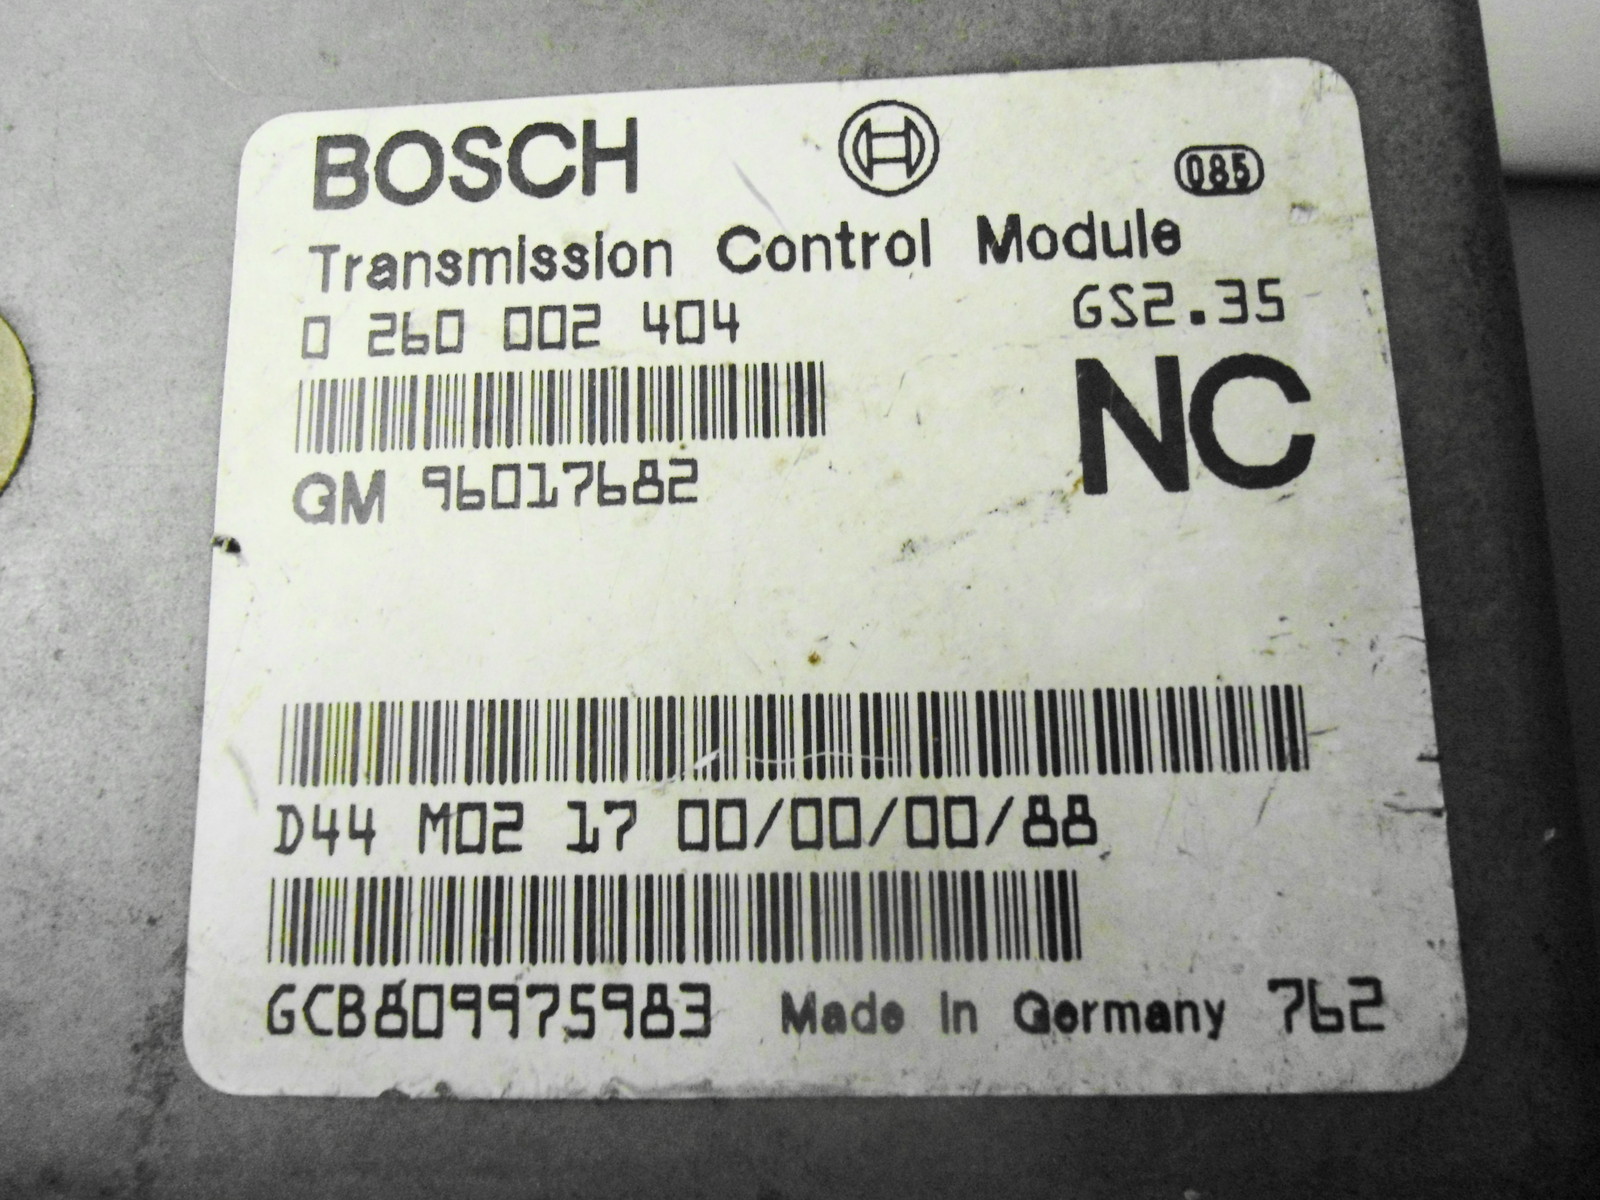 BOSCH 085
Transmission Control Module
0 260 002 404 GS2.35
NC
GM 96017682
D44 M02 17 00/00/00/88
GCB809975983 Made in Germany 762